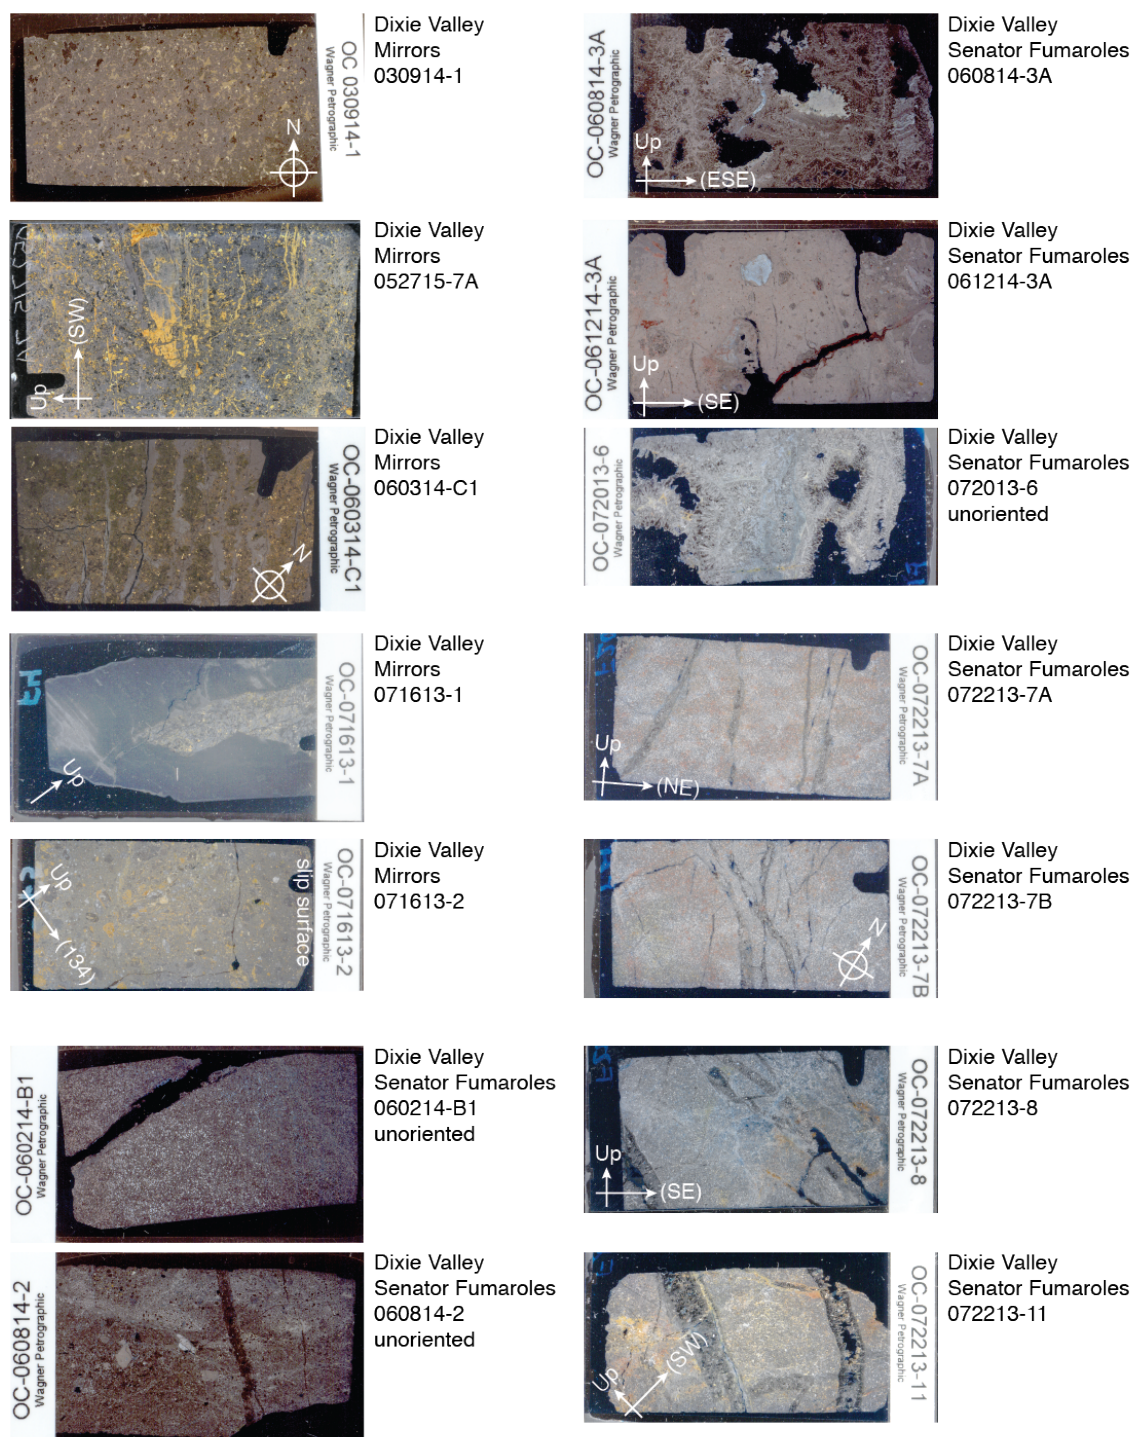 OC 030914-1
Wagner Petrographic
N
Dixie Valley
Mirrors
030914-1
Up
(SW)
Dixie Valley
Mirrors
052715-7A
OC-060314-C1
Wagner Petrographic
N
Dixie Valley
Mirrors
060314-C1
OC-071613-1
Wagner Petrographic
Up
Dixie Valley
Mirrors
071613-1
OC-071613-2
Wagner Petrographic
Up
(134)
slip surface
Dixie Valley
Mirrors
071613-2
OC-060214-B1
Wagner Petrographic
Dixie Valley
Senator Fumaroles
060214-B1
unoriented
OC-060814-2
Wagner Petrographic
Dixie Valley
Senator Fumaroles
060814-2
unoriented
OC-060814-3A
Wagner Petrographic
Up
(ESE)
Dixie Valley
Senator Fumaroles
060814-3A
OC-061214-3A
Wagner Petrographic
Up
(SE)
Dixie Valley
Senator Fumaroles
061214-3A
OC-072013-6
Wagner Petrographic
Dixie Valley
Senator Fumaroles
072013-6
unoriented
OC-072213-7A
Wagner Petrographic
Up
(NE)
Dixie Valley
Senator Fumaroles
072213-7A
OC-072213-7B
Wagner Petrographic
N
Dixie Valley
Senator Fumaroles
072213-7B
OC-072213-8
Wagner Petrographic
Up
(SE)
Dixie Valley
Senator Fumaroles
072213-8
OC-072213-11
Wagner Petrographic
Up
(SW)
Dixie Valley
Senator Fumaroles
072213-11